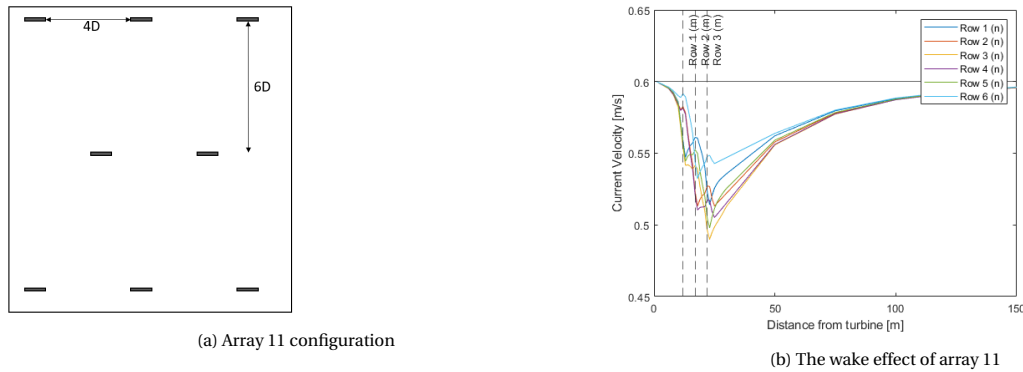 4D
6D
(a) Array 11 configuration
0.65
0.6
0.55
0.5
0.45
Current Velocity [m/s]
Row 1 (m)
Row 2 (m)
Row 3 (m)
Row 1 (n)
Row 2 (n)
Row 3 (n)
Row 4 (n)
Row 5 (n)
Row 6 (n)
0
50
100
150
Distance from turbine [m]
(b) The wake effect of array 11